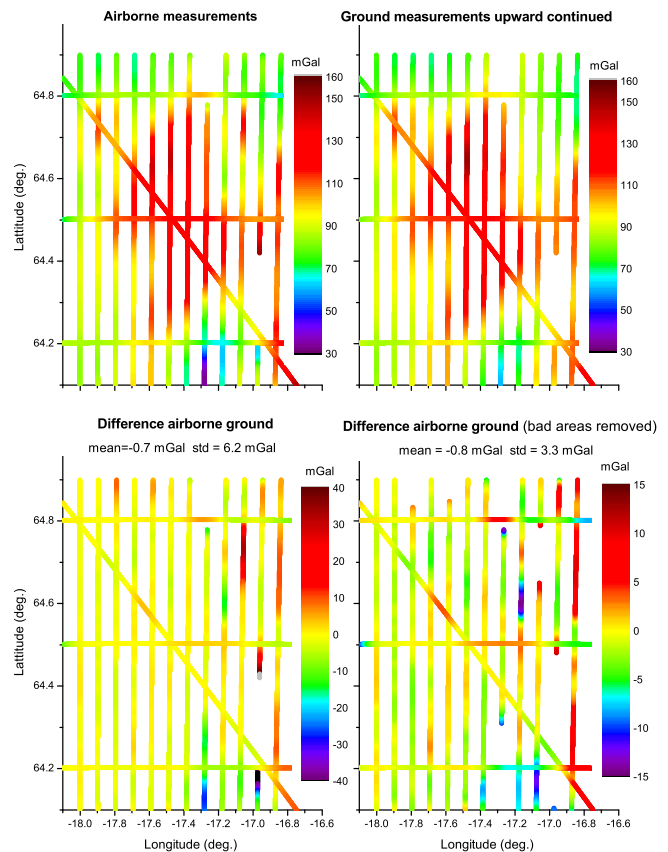 Airborne measurements
Ground measurements upward continued
mGal
160
150
130
110
90
70
50
30
64.8
64.6
64.4
64.2
Lattitude (deg.)
mGal
160
150
130
110
90
70
50
30
Difference airborne ground
mean=-0.7 mGal std = 6.2 mGal
Difference airborne ground (bad areas removed)
mean = -0.8 mGal std = 3.3 mGal
mGal
40
30
20
10
0
-10
-20
-30
-40
64.8
64.6
64.4
64.2
Lattitude (deg.)
-18.0 -17.8 -17.6 -17.4 -17.2 -17.0 -16.8 -16.6
Longitude (deg.)
mGal
15
10
5
0
-5
-10
-15
-18.0 -17.8 -17.6 -17.4 -17.2 -17.0 -16.8 -16.6
Longitude (deg.)